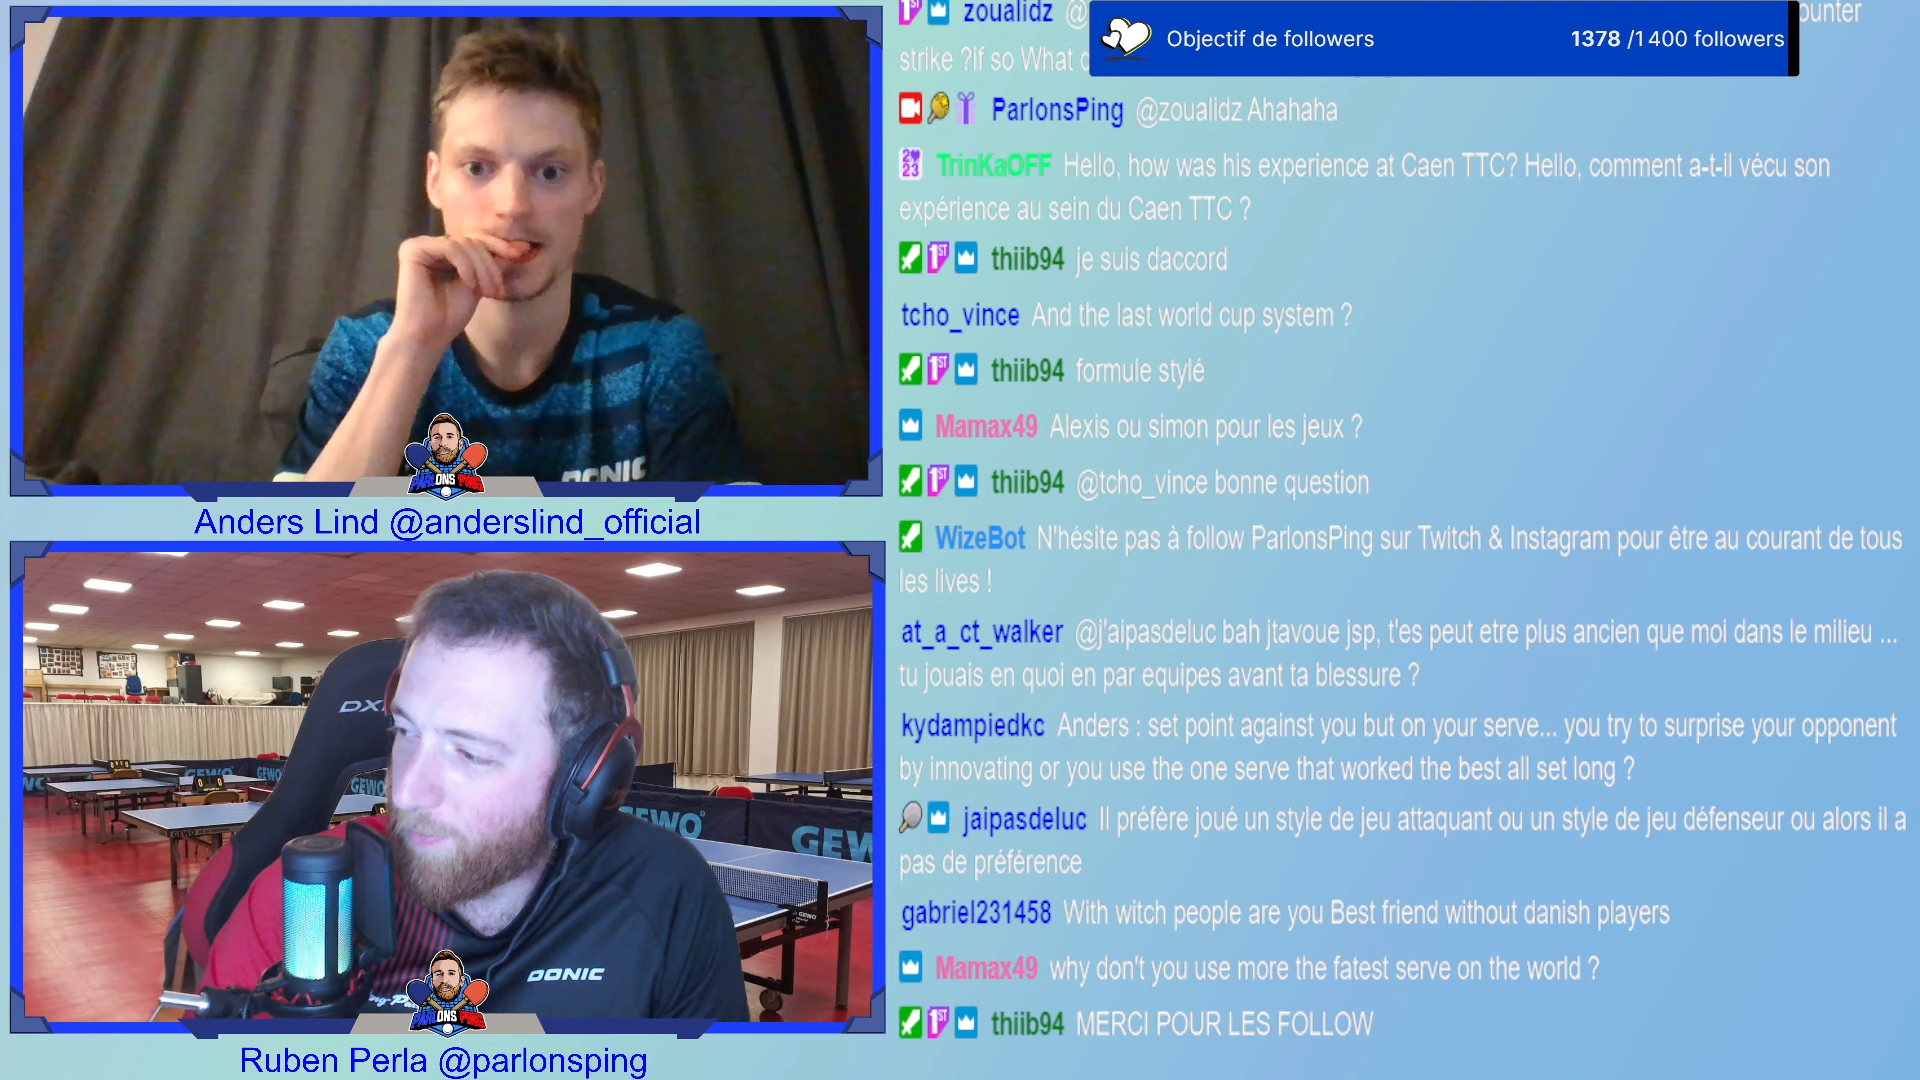 DONIC
PARLONS PING
Anders Lind @anderslind_official
DX
GEWO
GEWO
GEWO
GEWO
GEWO
GEW
GEWO
DONIC
PARLONS PING
Ruben Perla @parlonsping
Objectif de followers 1378 /1 400 followers
zoualidz @ ounter
strike ?if so What
ParlonsPing @zoualidz Ahahaha
TrinKaOFF Hello, how was his experience at Caen TTC? Hello, comment a-t-il vécu son
expérience au sein du Caen TTC ?
thiib94 je suis daccord
tcho_vince And the last world cup system ?
thiib94 formule stylé
Mamax49 Alexis ou simon pour les jeux ?
thiib94 @tcho_vince bonne question
WizeBot N'hésite pas à follow ParlonsPing sur Twitch & Instagram pour être au courant de tous
les lives !
at_a_ct_walker @j'aipasdeluc bah jtavoue jsp, t'es peut etre plus ancien que moi dans le milieu ...
tu jouais en quoi en par equipes avant ta blessure ?
kydampiedkc Anders : set point against you but on your serve... you try to surprise your opponent
by innovating or you use the one serve that worked the best all set long ?
jaipasdeluc Il préfère joué un style de jeu attaquant ou un style de jeu défenseur ou alors il a
pas de préférence
gabriel231458 With witch people are you Best friend without danish players
Mamax49 why don't you use more the fatest serve on the world ?
thiib94 MERCI POUR LES FOLLOW